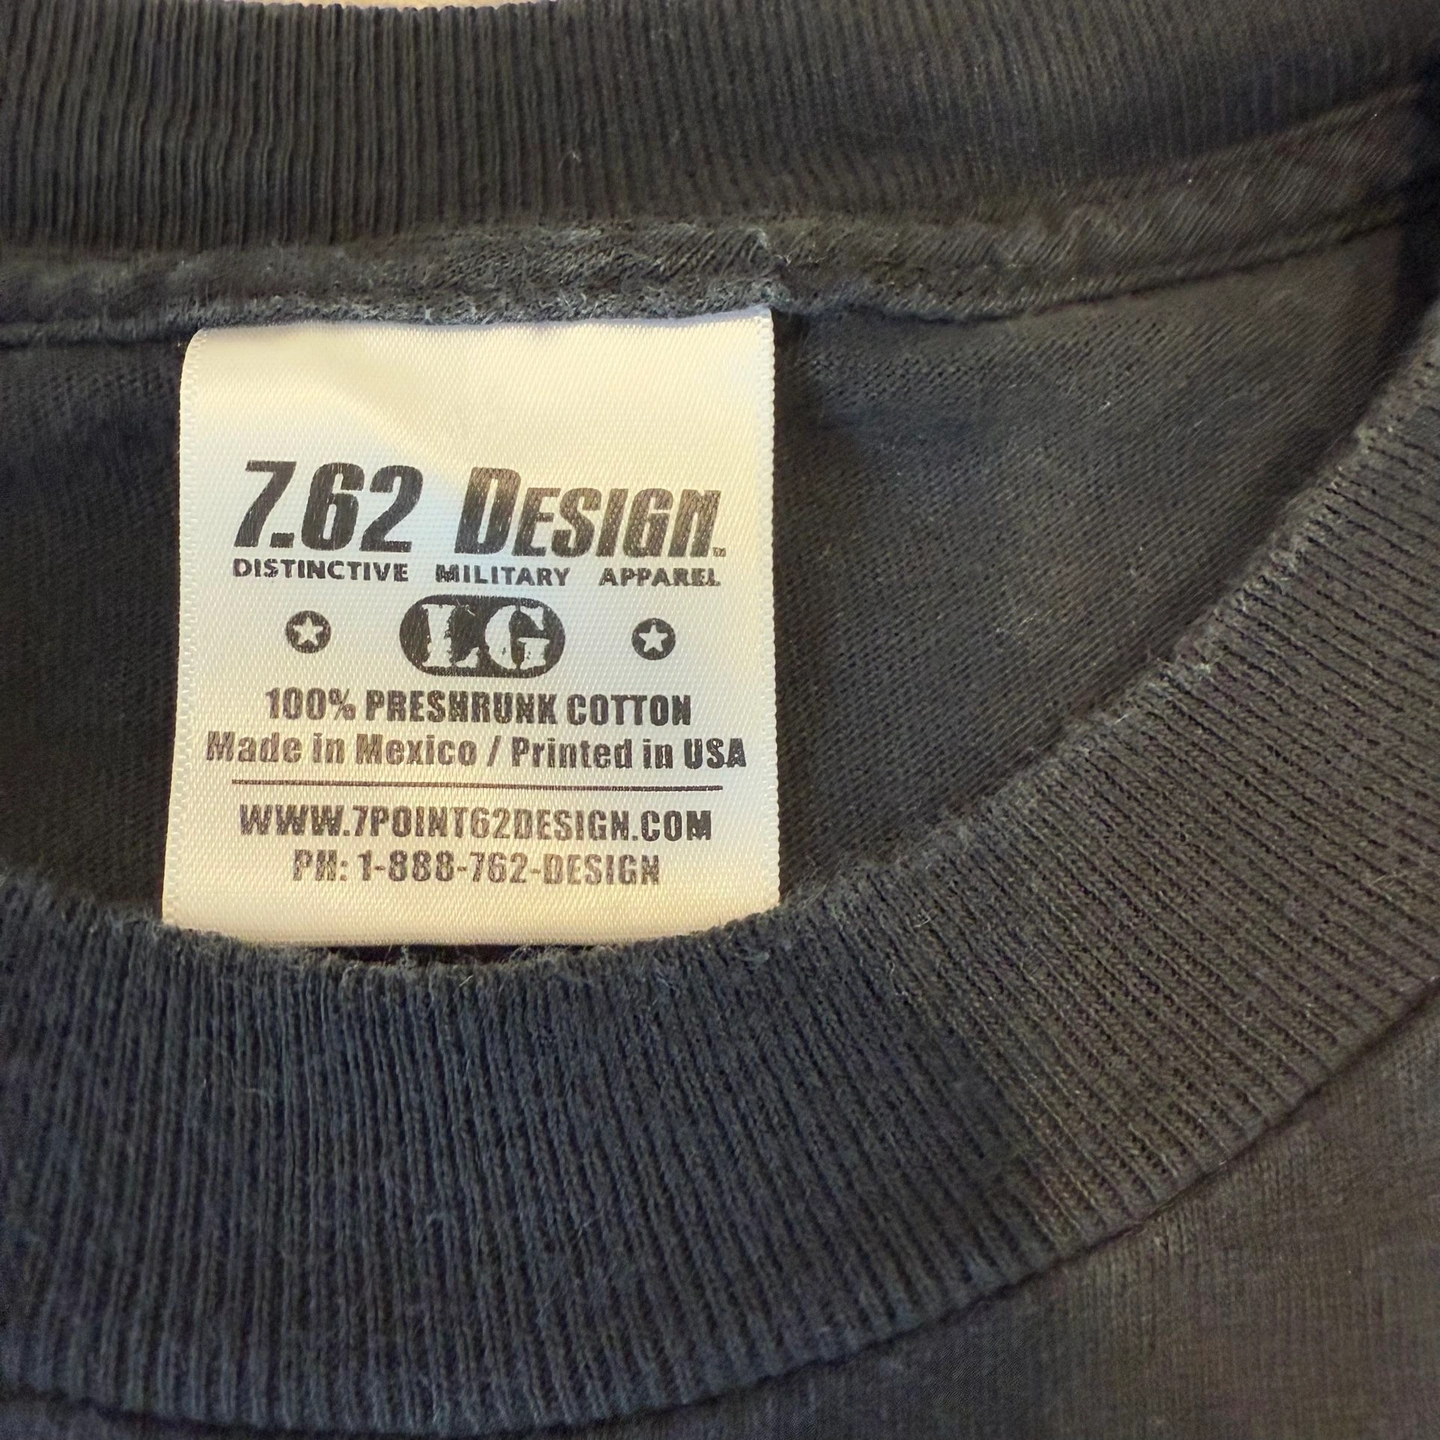 7.62 DESIGN™
DISTINCTIVE MILITARY APPAREL
LG
100% PRESHRUNK COTTON
Made in Mexico / Printed in USA
WWW.7POINT62DESIGN.COM
PH: 1-888-762-DESIGN